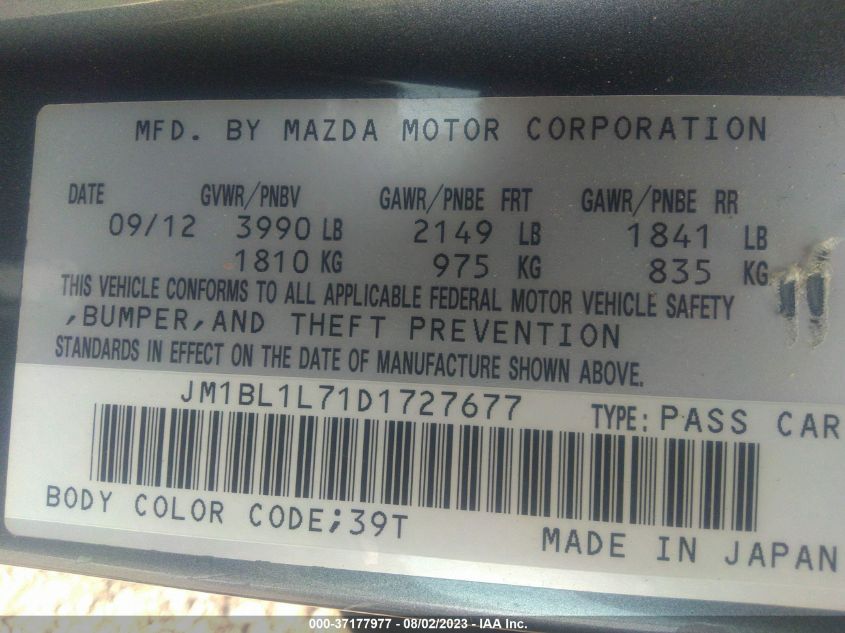 MFD. BY MAZDA MOTOR CORPORATION
DATE GVWR/PNBV GAWR/PNBE FRT GAWR/PNBE RR
09/12 3990 LB 2149 LB 1841 LB
1810 KG 975 KG 835 KG
THIS VEHICLE CONFORMS TO ALL APPLICABLE FEDERAL MOTOR VEHICLE SAFETY
,BUMPER,AND THEFT PREVENTION
STANDARDS IN EFFECT ON THE DATE OF MANUFACTURE SHOWN ABOVE.
JM1BL1L71D1727677 TYPE: PASS CAR
BODY COLOR CODE;39T
MADE IN JAPAN
000-37177977 - 08/02/2023 - IAA Inc.